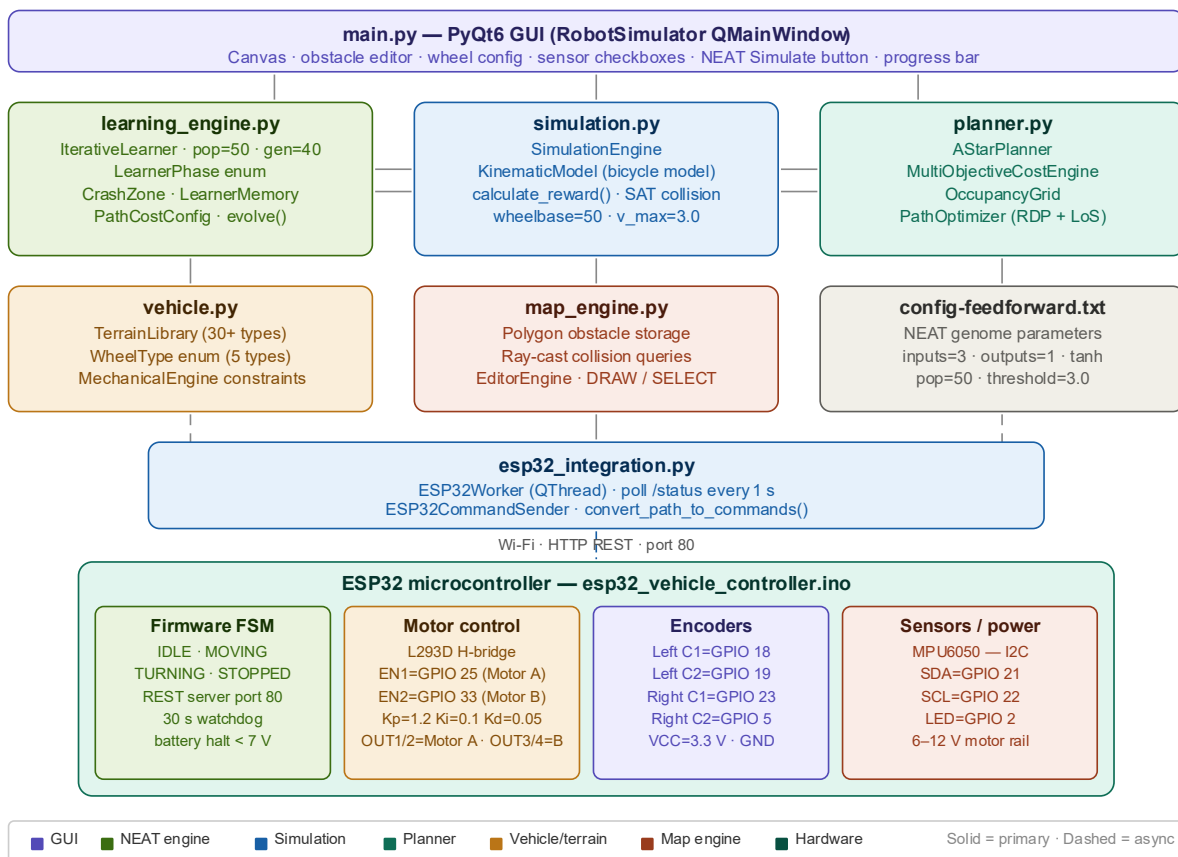 main.py — PyQt6 GUI (RobotSimulator QMainWindow)
Canvas · obstacle editor · wheel config · sensor checkboxes · NEAT Simulate button · progress bar
learning_engine.py
IterativeLearner · pop=50 · gen=40
LearnerPhase enum
CrashZone · LearnerMemory
PathCostConfig · evolve()
simulation.py
SimulationEngine
KinematicModel (bicycle model)
calculate_reward() · SAT collision
wheelbase=50 · v_max=3.0
planner.py
AStarPlanner
MultiObjectiveCostEngine
OccupancyGrid
PathOptimizer (RDP + LoS)
vehicle.py
TerrainLibrary (30+ types)
WheelType enum (5 types)
MechanicalEngine constraints
map_engine.py
Polygon obstacle storage
Ray-cast collision queries
EditorEngine · DRAW / SELECT
config-feedforward.txt
NEAT genome parameters
inputs=3 · outputs=1 · tanh
pop=50 · threshold=3.0
esp32_integration.py
ESP32Worker (QThread) · poll /status every 1 s
ESP32CommandSender · convert_path_to_commands()
Wi-Fi · HTTP REST · port 80
ESP32 microcontroller — esp32_vehicle_controller.ino
Firmware FSM
IDLE · MOVING
TURNING · STOPPED
REST server port 80
30 s watchdog
battery halt < 7 V
Motor control
L293D H-bridge
EN1=GPIO 25 (Motor A)
EN2=GPIO 33 (Motor B)
Kp=1.2 Ki=0.1 Kd=0.05
OUT1/2=Motor A · OUT3/4=B
Encoders
Left C1=GPIO 18
Left C2=GPIO 19
Right C1=GPIO 23
Right C2=GPIO 5
VCC=3.3 V · GND
Sensors / power
MPU6050 — I2C
SDA=GPIO 21
SCL=GPIO 22
LED=GPIO 2
6–12 V motor rail
GUI
NEAT engine
Simulation
Planner
Vehicle/terrain
Map engine
Hardware
Solid = primary · Dashed = async